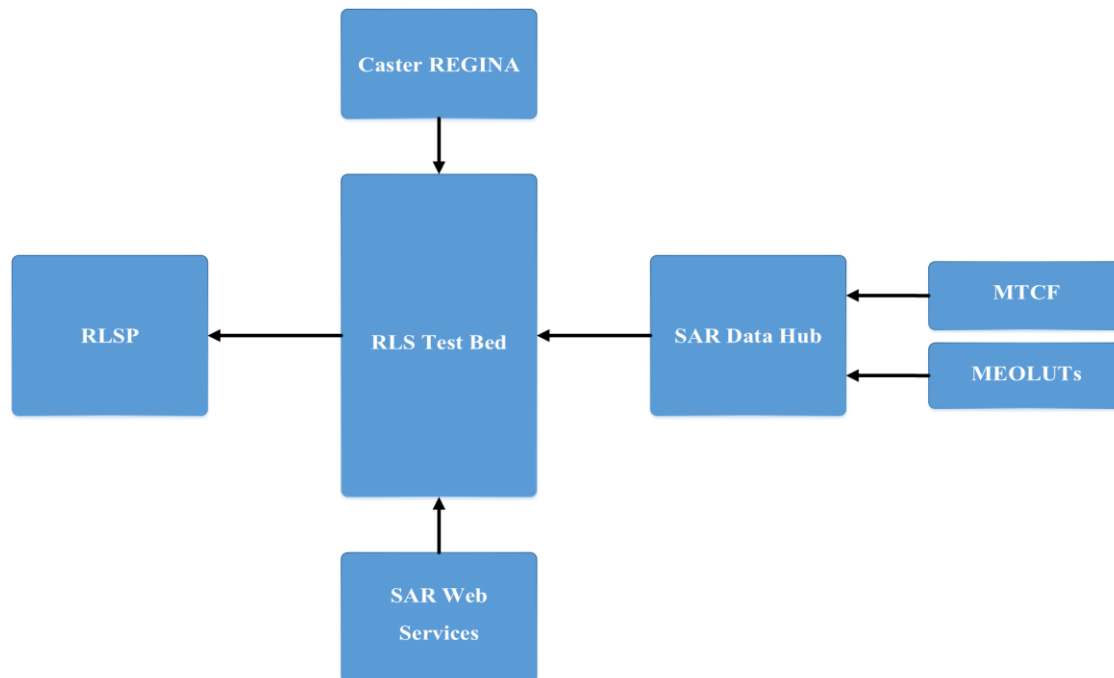 Caster REGINA
RLSP
RLS Test Bed
SAR Data Hub
MTCF
MEOLUTs
SAR Web
Services